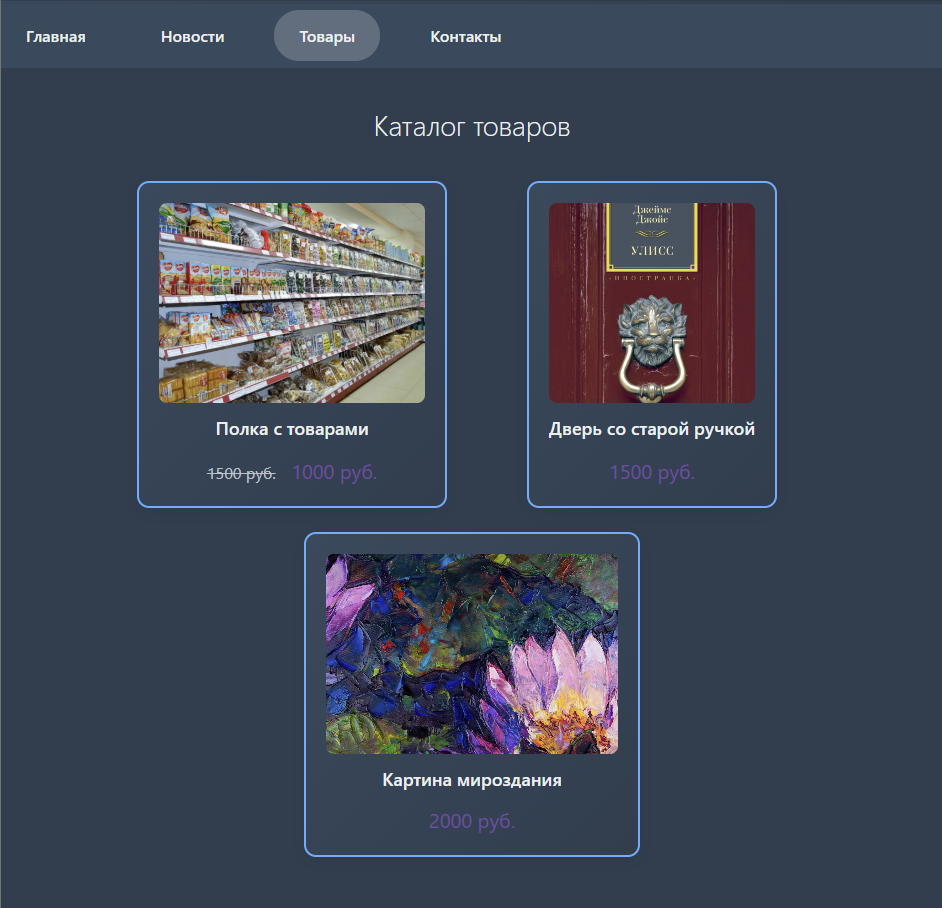 Главная
Новости
Товары
Контакты
Каталог товаров
Полка с товарами
1500 руб. 1000 руб.
Джеймс
Джойс
УЛИСС
ИНОСТРАНКА
Дверь со старой ручкой
1500 руб.
Картина мироздания
2000 руб.